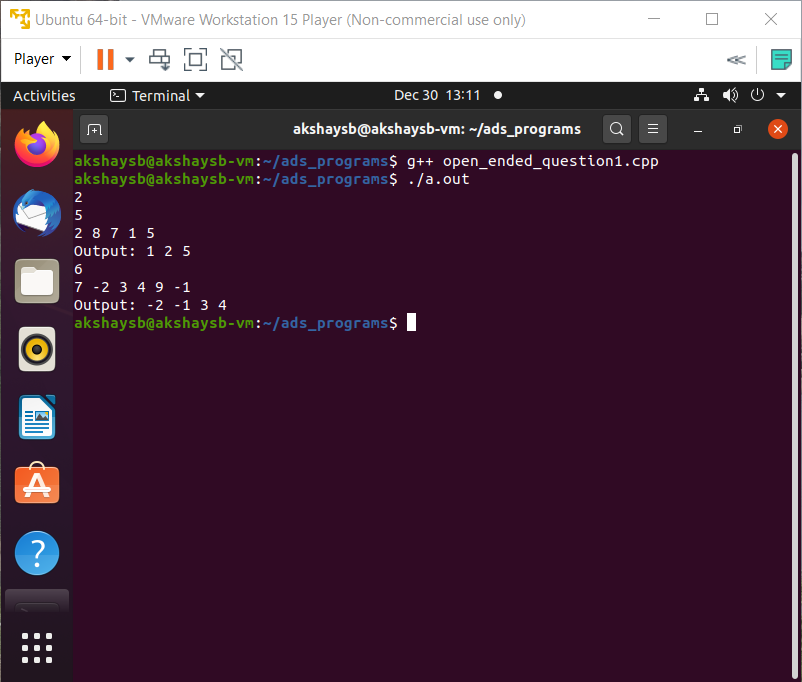 Ubuntu 64-bit - VMware Workstation 15 Player (Non-commercial use only)
Player
Activities
Terminal
Dec 30 13:11
akshaysb@akshaysb-vm: ~/ads_programs
akshaysb@akshaysb-vm:~/ads_programs$ g++ open_ended_question1.cpp
akshaysb@akshaysb-vm:~/ads_programs$ ./a.out
2
5
2 8 7 1 5
Output: 1 2 5
6
7 -2 3 4 9 -1
Output: -2 -1 3 4
akshaysb@akshaysb-vm:~/ads_programs$